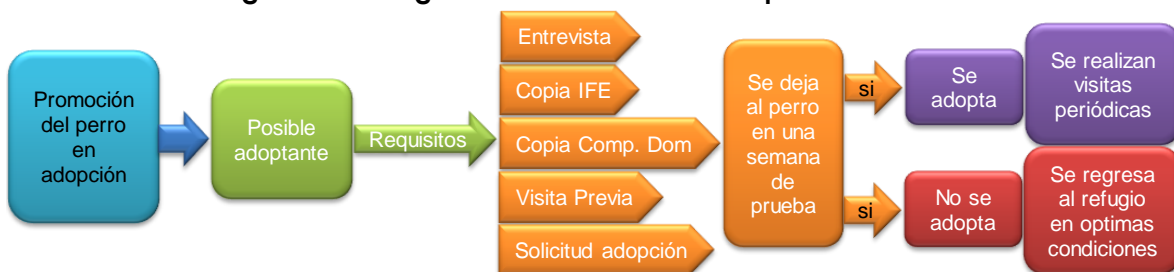 Promoción
del perro
en
adopción
Posible
adoptante
Requisitos
Entrevista
Copia IFE
Copia Comp. Dom
Visita Previa
Solicitud adopción
Se deja
al perro
en una
semana
de
prueba
si
Se
adopta
Se realizan
visitas
periódicas
si
No se
adopta
Se regresa
al refugio
en optimas
condiciones